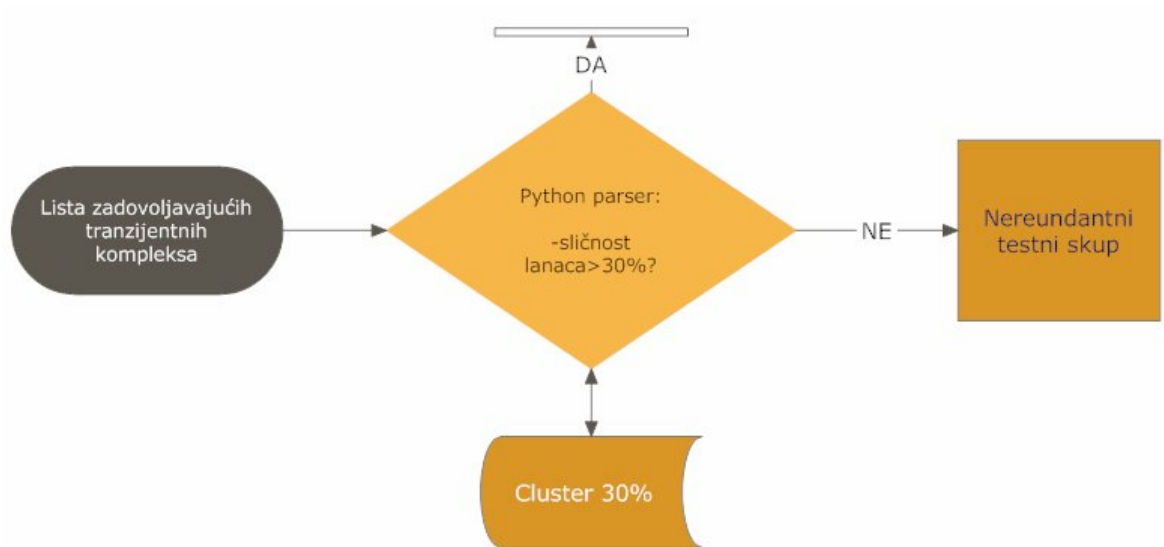 DA
Lista zadovoljavajućih
tranzijentnih
kompleksa
Python parser:
-sličnost
lanaca>30%?
NE
Nereundantni
testni skup
Cluster 30%